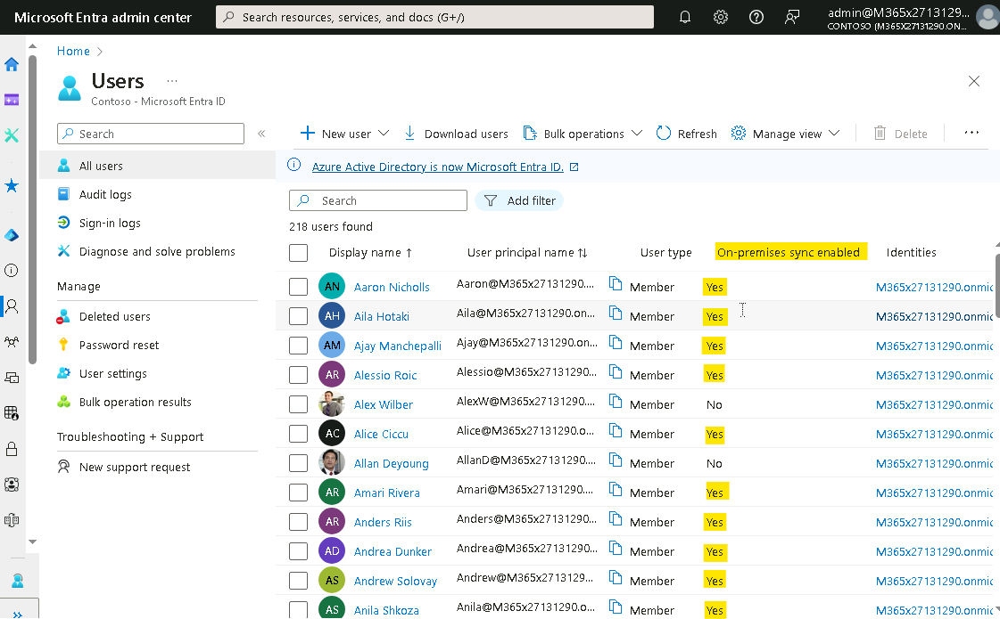 Microsoft Entra admin center
Search resources, services, and docs (G+/)
admin@M365x2713129...
CONTOSO (M365X27131290.ON...
Home
Users ...
Contoso - Microsoft Entra ID
Search «
New user
Download users
Bulk operations
Refresh
Manage view
Delete
...
All users
Audit logs
Sign-in logs
Diagnose and solve problems
Manage
Deleted users
Password reset
User settings
Bulk operation results
Troubleshooting + Support
New support request
Azure Active Directory is now Microsoft Entra ID.
Search
Add filter
218 users found
Display name ↑ User principal name ↑↓ User type On-premises sync enabled Identities
AN Aaron Nicholls Aaron@M365x27131290.... Member Yes M365x27131290.onmic
AH Aila Hotaki Aila@M365x27131290.on... Member Yes M365x27131290.onmic
AM Ajay Manchepalli Ajay@M365x27131290.on... Member Yes M365x27131290.onmic
AR Alessio Roic Alessio@M365x27131290... Member Yes M365x27131290.onmic
Alex Wilber AlexW@M365x27131290.... Member No M365x27131290.onmic
AC Alice Ciccu Alice@M365x27131290.o... Member Yes M365x27131290.onmic
Allan Deyoung AllanD@M365x27131290.... Member No M365x27131290.onmic
AR Amari Rivera Amari@M365x27131290.... Member Yes M365x27131290.onmic
AR Anders Riis Anders@M365x27131290... Member Yes M365x27131290.onmic
AD Andrea Dunker Andrea@M365x27131290... Member Yes M365x27131290.onmic
AS Andrew Solovay Andrew@M365x2713129... Member Yes M365x27131290.onmic
AS Anila Shkoza Anila@M365x27131290.o... Member Yes M365x27131290.onmic